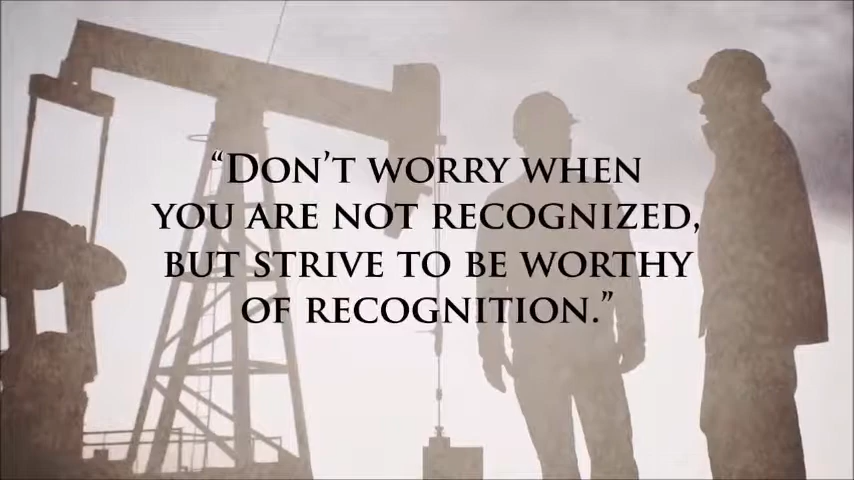 “DON’T WORRY WHEN
YOU ARE NOT RECOGNIZED,
BUT STRIVE TO BE WORTHY
OF RECOGNITION.”